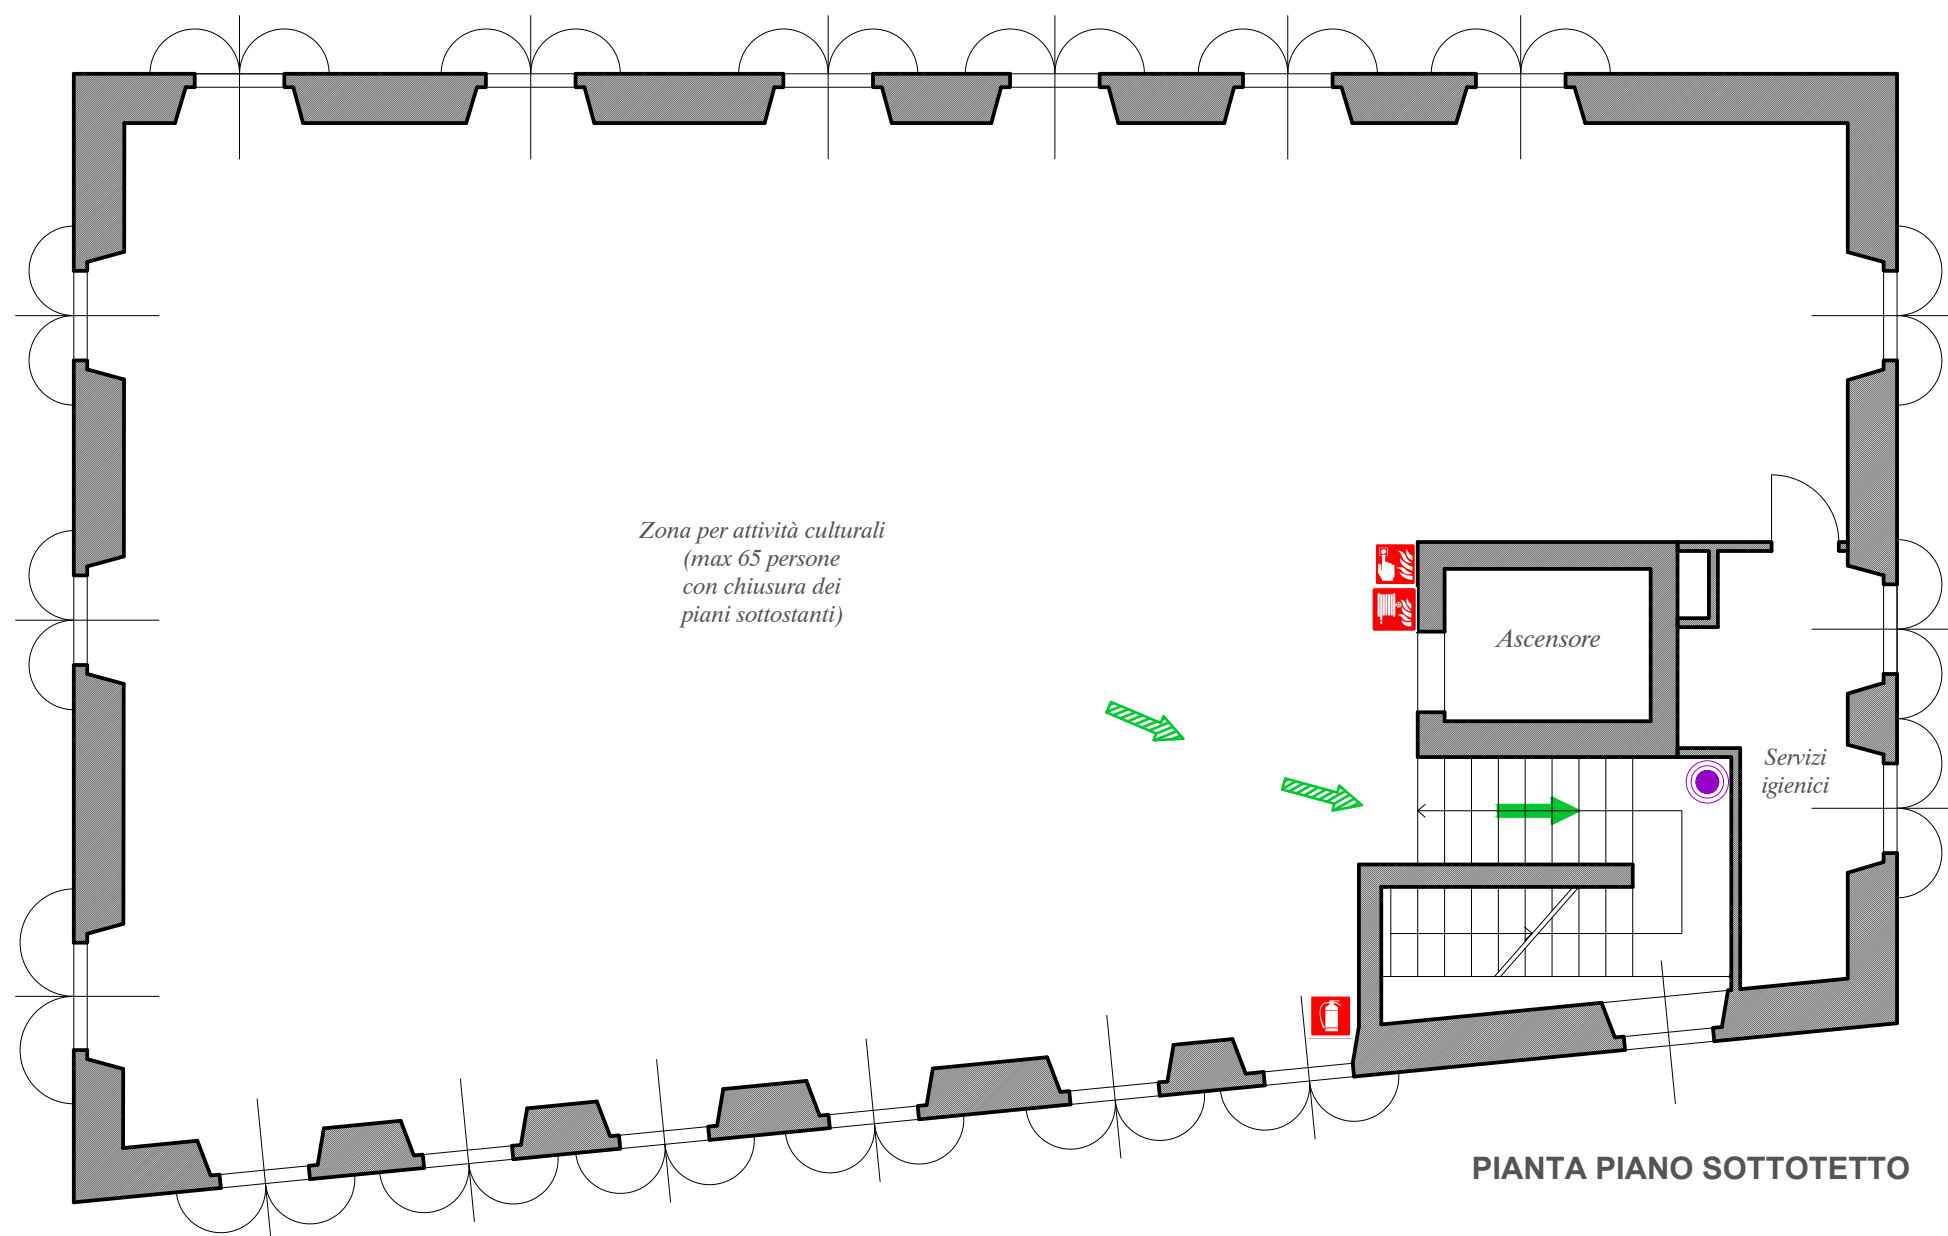 Zona per attività culturali
(max 65 persone
con chiusura dei
piani sottostanti)
Ascensore
Servizi
igienici
PIANTA PIANO SOTTOTETTO